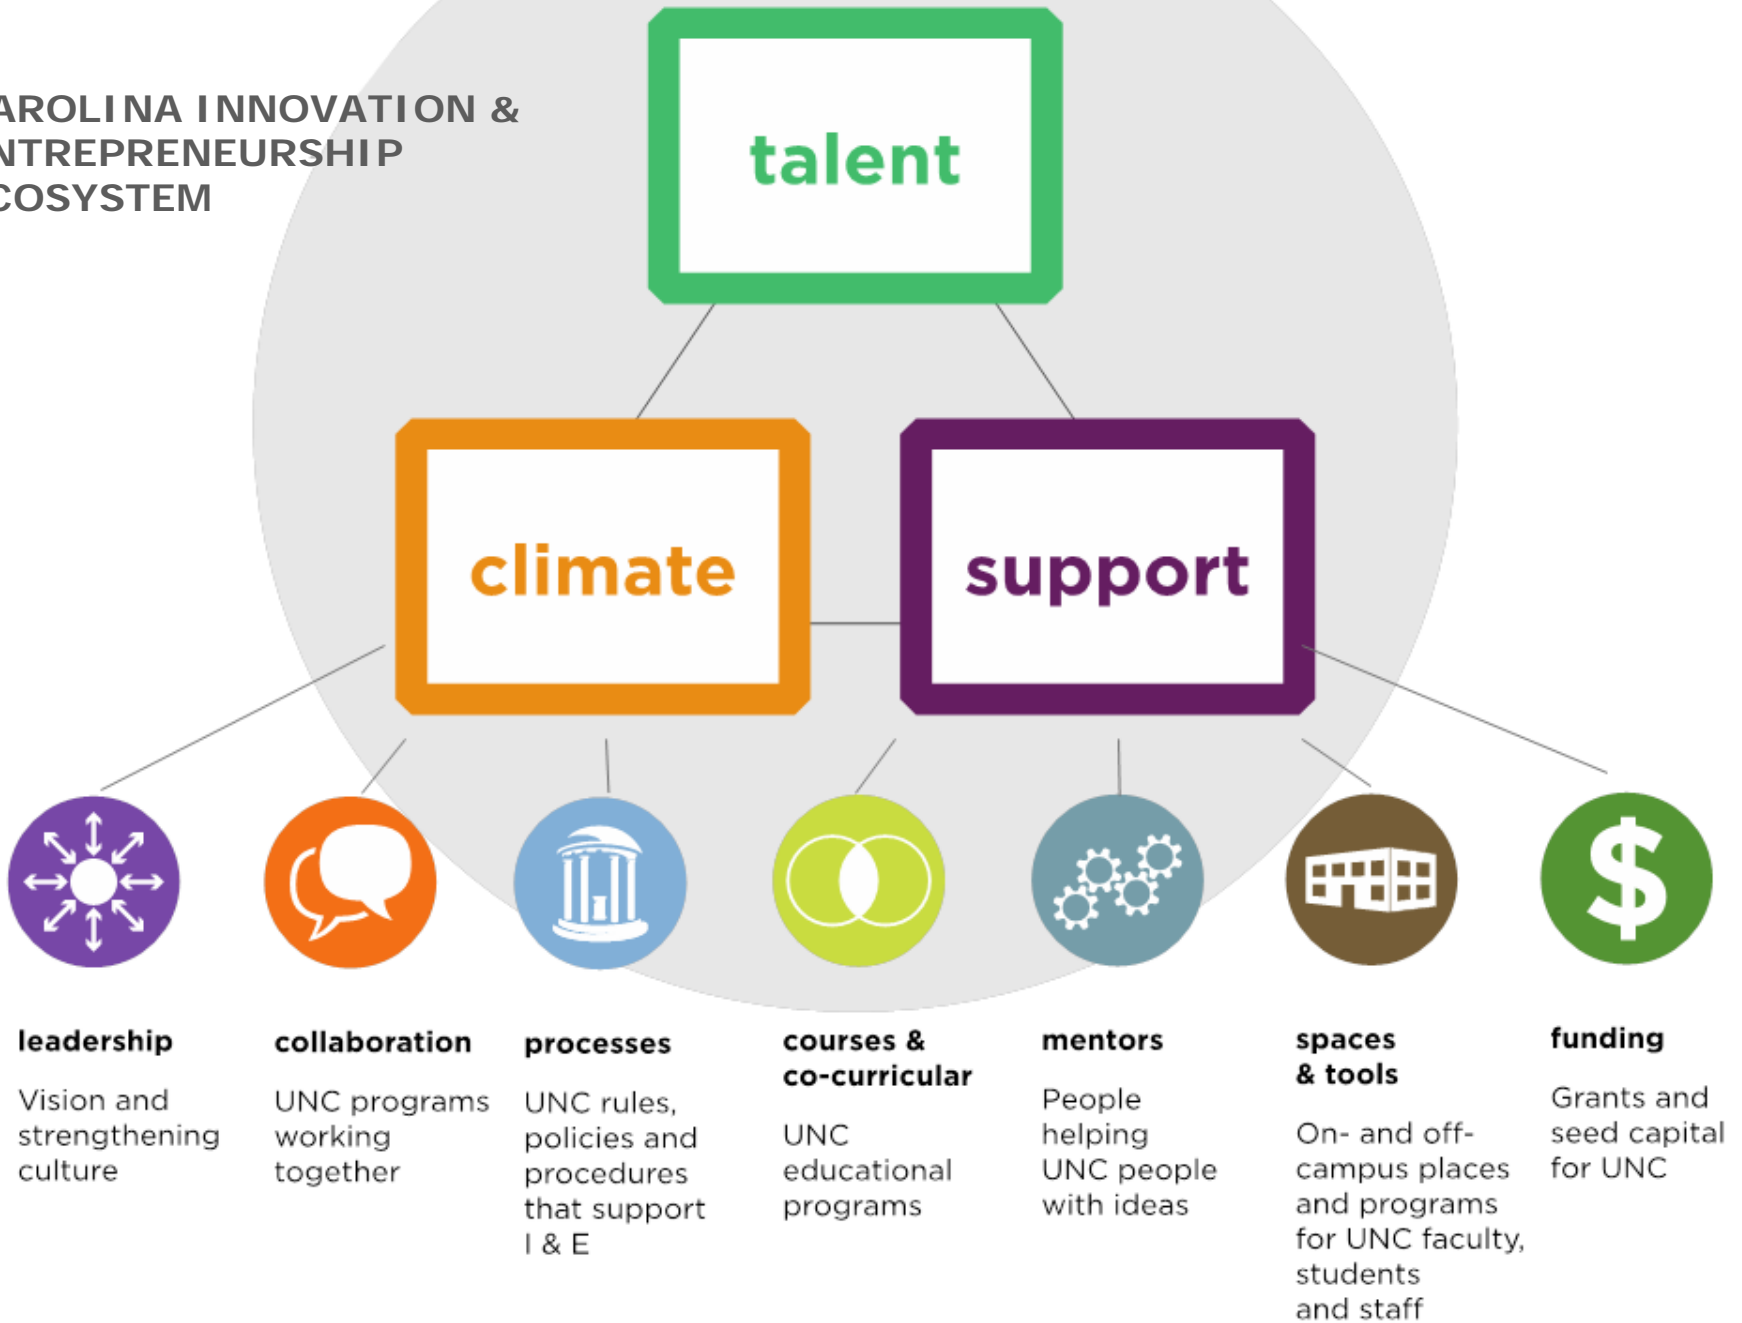 AROLINA INNOVATION &
NTREPRENEURSHIP
COSYSTEM
talent
climate
support
leadership
Vision and
strengthening
culture
collaboration
UNC programs
working
together
processes
UNC rules,
policies and
procedures
that support
I & E
courses &
co-curricular
UNC
educational
programs
mentors
People
helping
UNC people
with ideas
spaces
& tools
On- and off-
campus places
and programs
for UNC faculty,
students
and staff
$
funding
Grants and
seed capital
for UNC